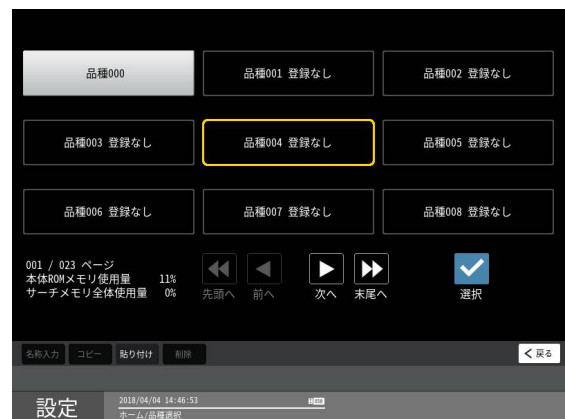 品種000
品種001 登録なし
品種002 登録なし
品種003 登録なし
品種004 登録なし
品種005 登録なし
品種006 登録なし
品種007 登録なし
品種008 登録なし
001 / 023 ページ
本体ROMメモリ使用量 11%
サーチメモリ全体使用量 0%
先頭へ 前へ 次へ 末尾へ 選択
名称入力 コピー 貼り付け 削除 戻る
設定
2018/04/04 14:46:53
ホーム/品種選択